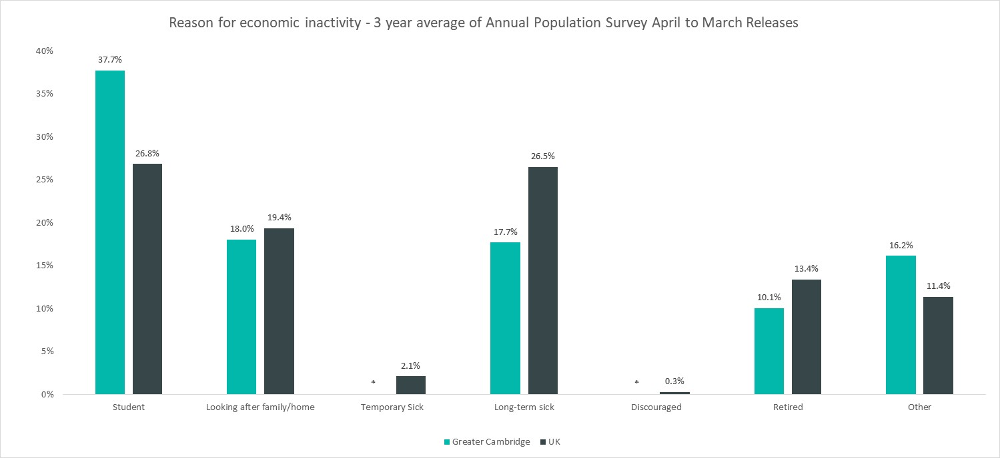 Reason for economic inactivity - 3 year average of Annual Population Survey April to March Releases
40%
35%
30%
25%
20%
15%
10%
5%
0%
37.7%
26.8%
18.0%
19.4%
*
2.1%
17.7%
26.5%
*
0.3%
10.1%
13.4%
16.2%
11.4%
Student
Looking after family/home
Temporary Sick
Long-term sick
Discouraged
Retired
Other
Greater Cambridge
UK